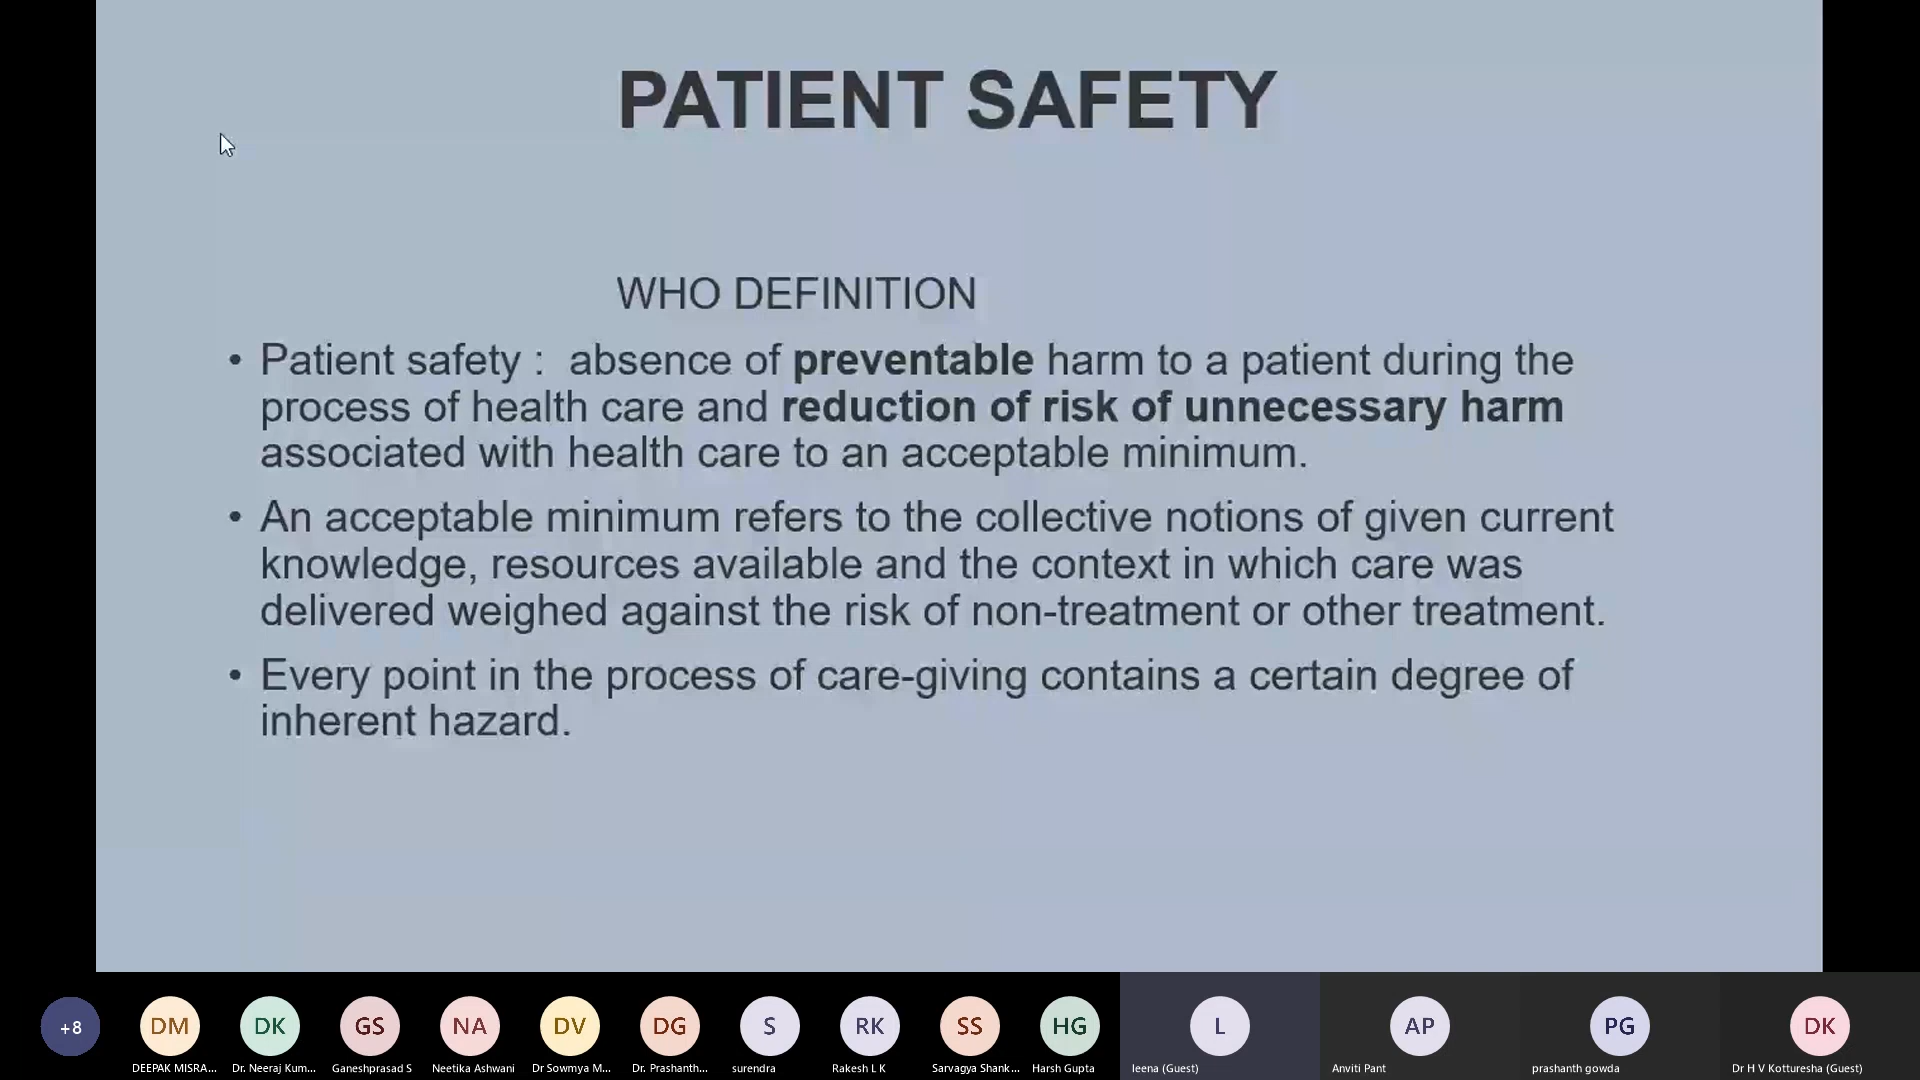 PATIENT SAFETY
WHO DEFINITION
• Patient safety :  absence of preventable harm to a patient during the
process of health care and reduction of risk of unnecessary harm
associated with health care to an acceptable minimum.
• An acceptable minimum refers to the collective notions of given current
knowledge, resources available and the context in which care was
delivered weighed against the risk of non-treatment or other treatment.
• Every point in the process of care-giving contains a certain degree of
inherent hazard.
+8 DM DK GS NA DV DG S RK SS HG L AP PG DK
DEEPAK MISRA... Dr. Neeraj Kum... Ganeshprasad S Neetika Ashwani Dr Sowmya M... Dr. Prashanth... surendra Rakesh L K Sarvagya Shank... Harsh Gupta leena (Guest) Anviti Pant prashanth gowda Dr H V Kotturesha (Guest)